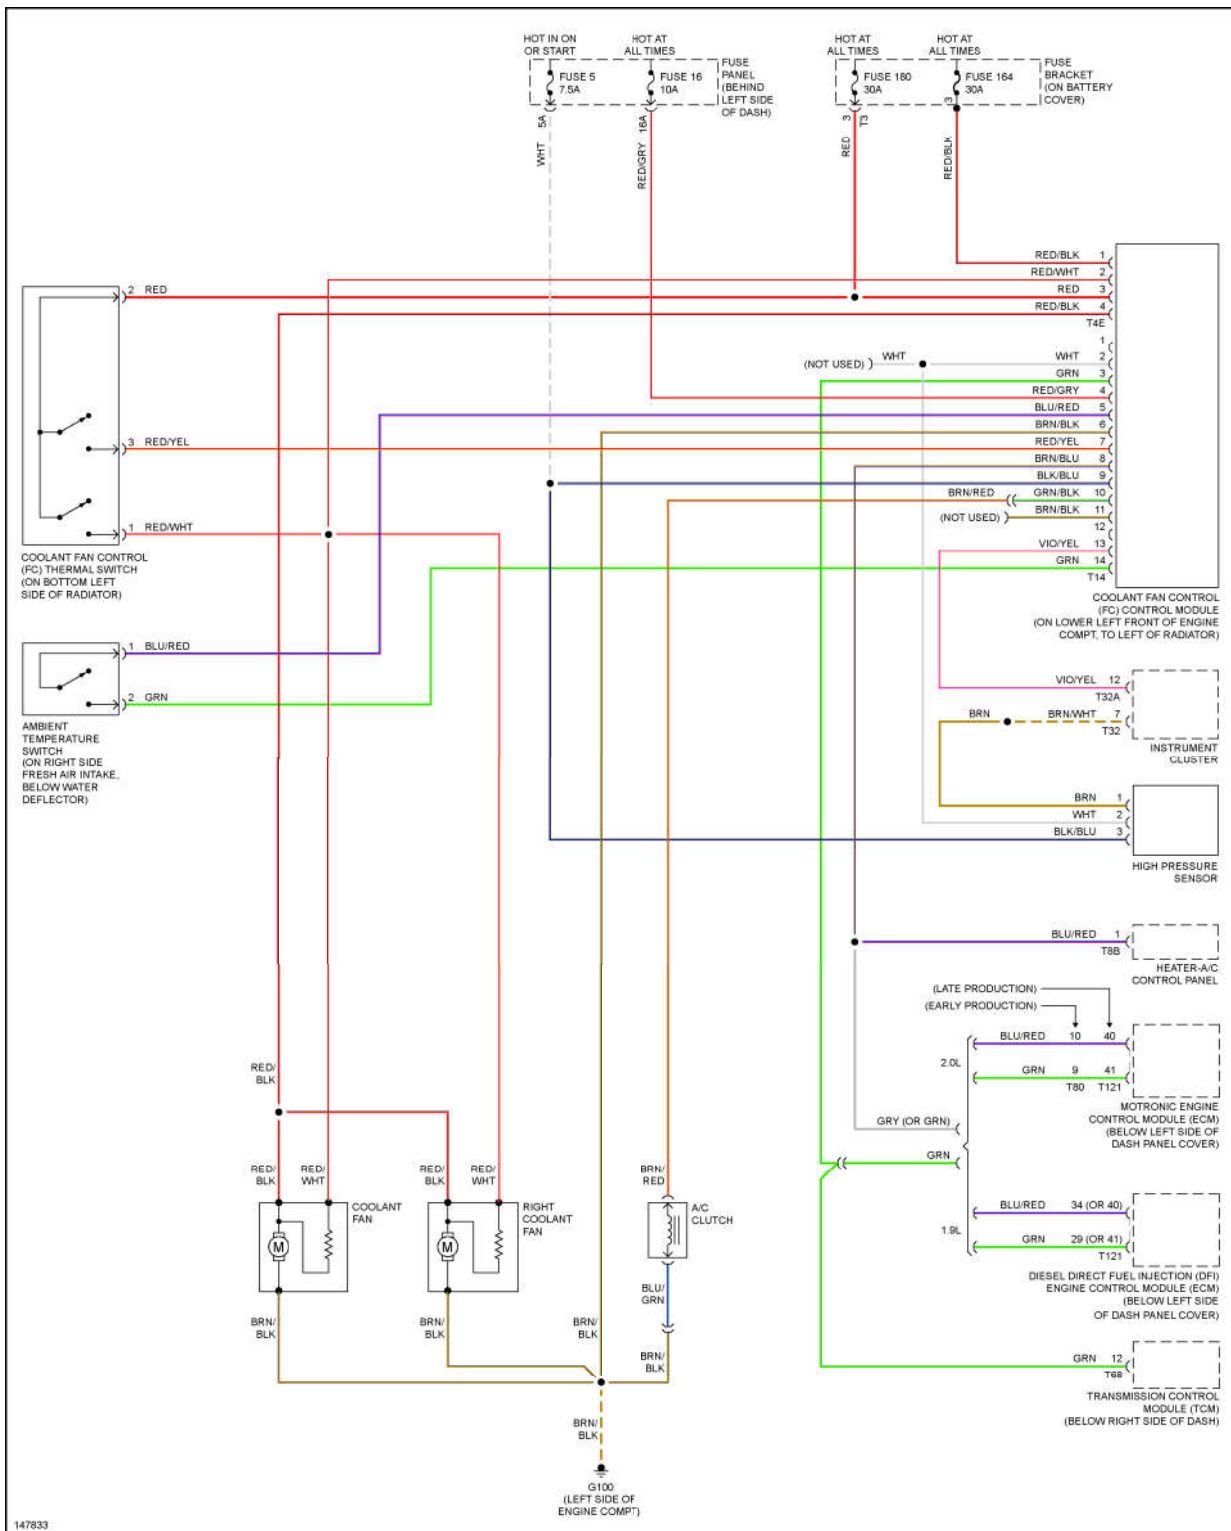 HOT IN ON
OR START
HOT AT
ALL TIMES
HOT AT
ALL TIMES
HOT AT
ALL TIMES
FUSE 5
7.5A
FUSE 16
10A
FUSE
PANEL
(BEHIND
LEFT SIDE
OF DASH)
FUSE 180
30A
FUSE 164
30A
FUSE
BRACKET
(ON BATTERY
COVER)
5A
16A
3
T3
3
WHT
RED/GRY
RED
RED/BLK
RED/BLK 1
RED/WHT 2
RED 3
RED/BLK 4
T4E
2 RED
3 RED/YEL
1 RED/WHT
COOLANT FAN CONTROL
(FC) THERMAL SWITCH
(ON BOTTOM LEFT
SIDE OF RADIATOR)
1
(NOT USED) WHT WHT 2
GRN 3
RED/GRY 4
BLU/RED 5
BRN/BLK 6
RED/YEL 7
BRN/BLU 8
BLK/BLU 9
BRN/RED GRN/BLK 10
(NOT USED) BRN/BLK 11
12
VIO/YEL 13
GRN 14
T14
COOLANT FAN CONTROL
(FC) CONTROL MODULE
(ON LOWER LEFT FRONT OF ENGINE
COMPT, TO LEFT OF RADIATOR)
1 BLU/RED
2 GRN
AMBIENT
TEMPERATURE
SWITCH
(ON RIGHT SIDE
FRESH AIR INTAKE,
BELOW WATER
DEFLECTOR)
VIO/YEL 12
T32A
BRN BRN/WHT 7
T32
INSTRUMENT
CLUSTER
BRN 1
WHT 2
BLK/BLU 3
HIGH PRESSURE
SENSOR
BLU/RED 1
T8B
HEATER-A/C
CONTROL PANEL
(LATE PRODUCTION)
(EARLY PRODUCTION)
BLU/RED 10 40
2.0L
GRN 9 41
T80 T121
MOTRONIC ENGINE
CONTROL MODULE (ECM)
(BELOW LEFT SIDE OF
DASH PANEL COVER)
GRY (OR GRN)
GRN
BLU/RED 34 (OR 40)
1.9L
GRN 29 (OR 41)
T121
DIESEL DIRECT FUEL INJECTION (DFI)
ENGINE CONTROL MODULE (ECM)
(BELOW LEFT SIDE
OF DASH PANEL COVER)
GRN 12
T68
TRANSMISSION CONTROL
MODULE (TCM)
(BELOW RIGHT SIDE OF DASH)
RED/
BLK
RED/
BLK
RED/
WHT
COOLANT
FAN
M
BRN/
BLK
RED/
BLK
RED/
WHT
RIGHT
COOLANT
FAN
M
BRN/
BLK
BRN/
RED
A/C
CLUTCH
BLU/
GRN
BRN/
BLK
BRN/
BLK
BRN/
BLK
G100
(LEFT SIDE OF
ENGINE COMPT)
147833